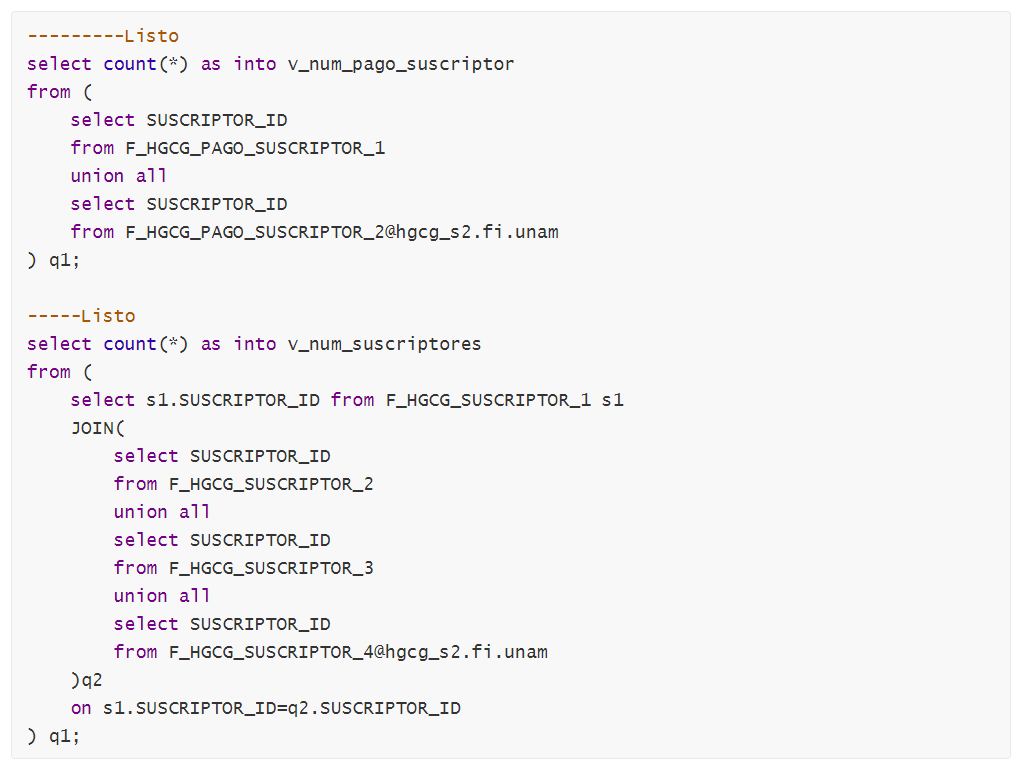 ---------Listo
select count(*) as into v_num_pago_suscriptor
from (
    select SUSCRIPTOR_ID
    from F_HGCG_PAGO_SUSCRIPTOR_1
    union all
    select SUSCRIPTOR_ID
    from F_HGCG_PAGO_SUSCRIPTOR_2@hgcg_s2.fi.unam
) q1;

-----Listo
select count(*) as into v_num_suscriptores
from (
    select s1.SUSCRIPTOR_ID from F_HGCG_SUSCRIPTOR_1 s1
    JOIN(
        select SUSCRIPTOR_ID
        from F_HGCG_SUSCRIPTOR_2
        union all
        select SUSCRIPTOR_ID
        from F_HGCG_SUSCRIPTOR_3
        union all
        select SUSCRIPTOR_ID
        from F_HGCG_SUSCRIPTOR_4@hgcg_s2.fi.unam
    )q2
    on s1.SUSCRIPTOR_ID=q2.SUSCRIPTOR_ID
) q1;